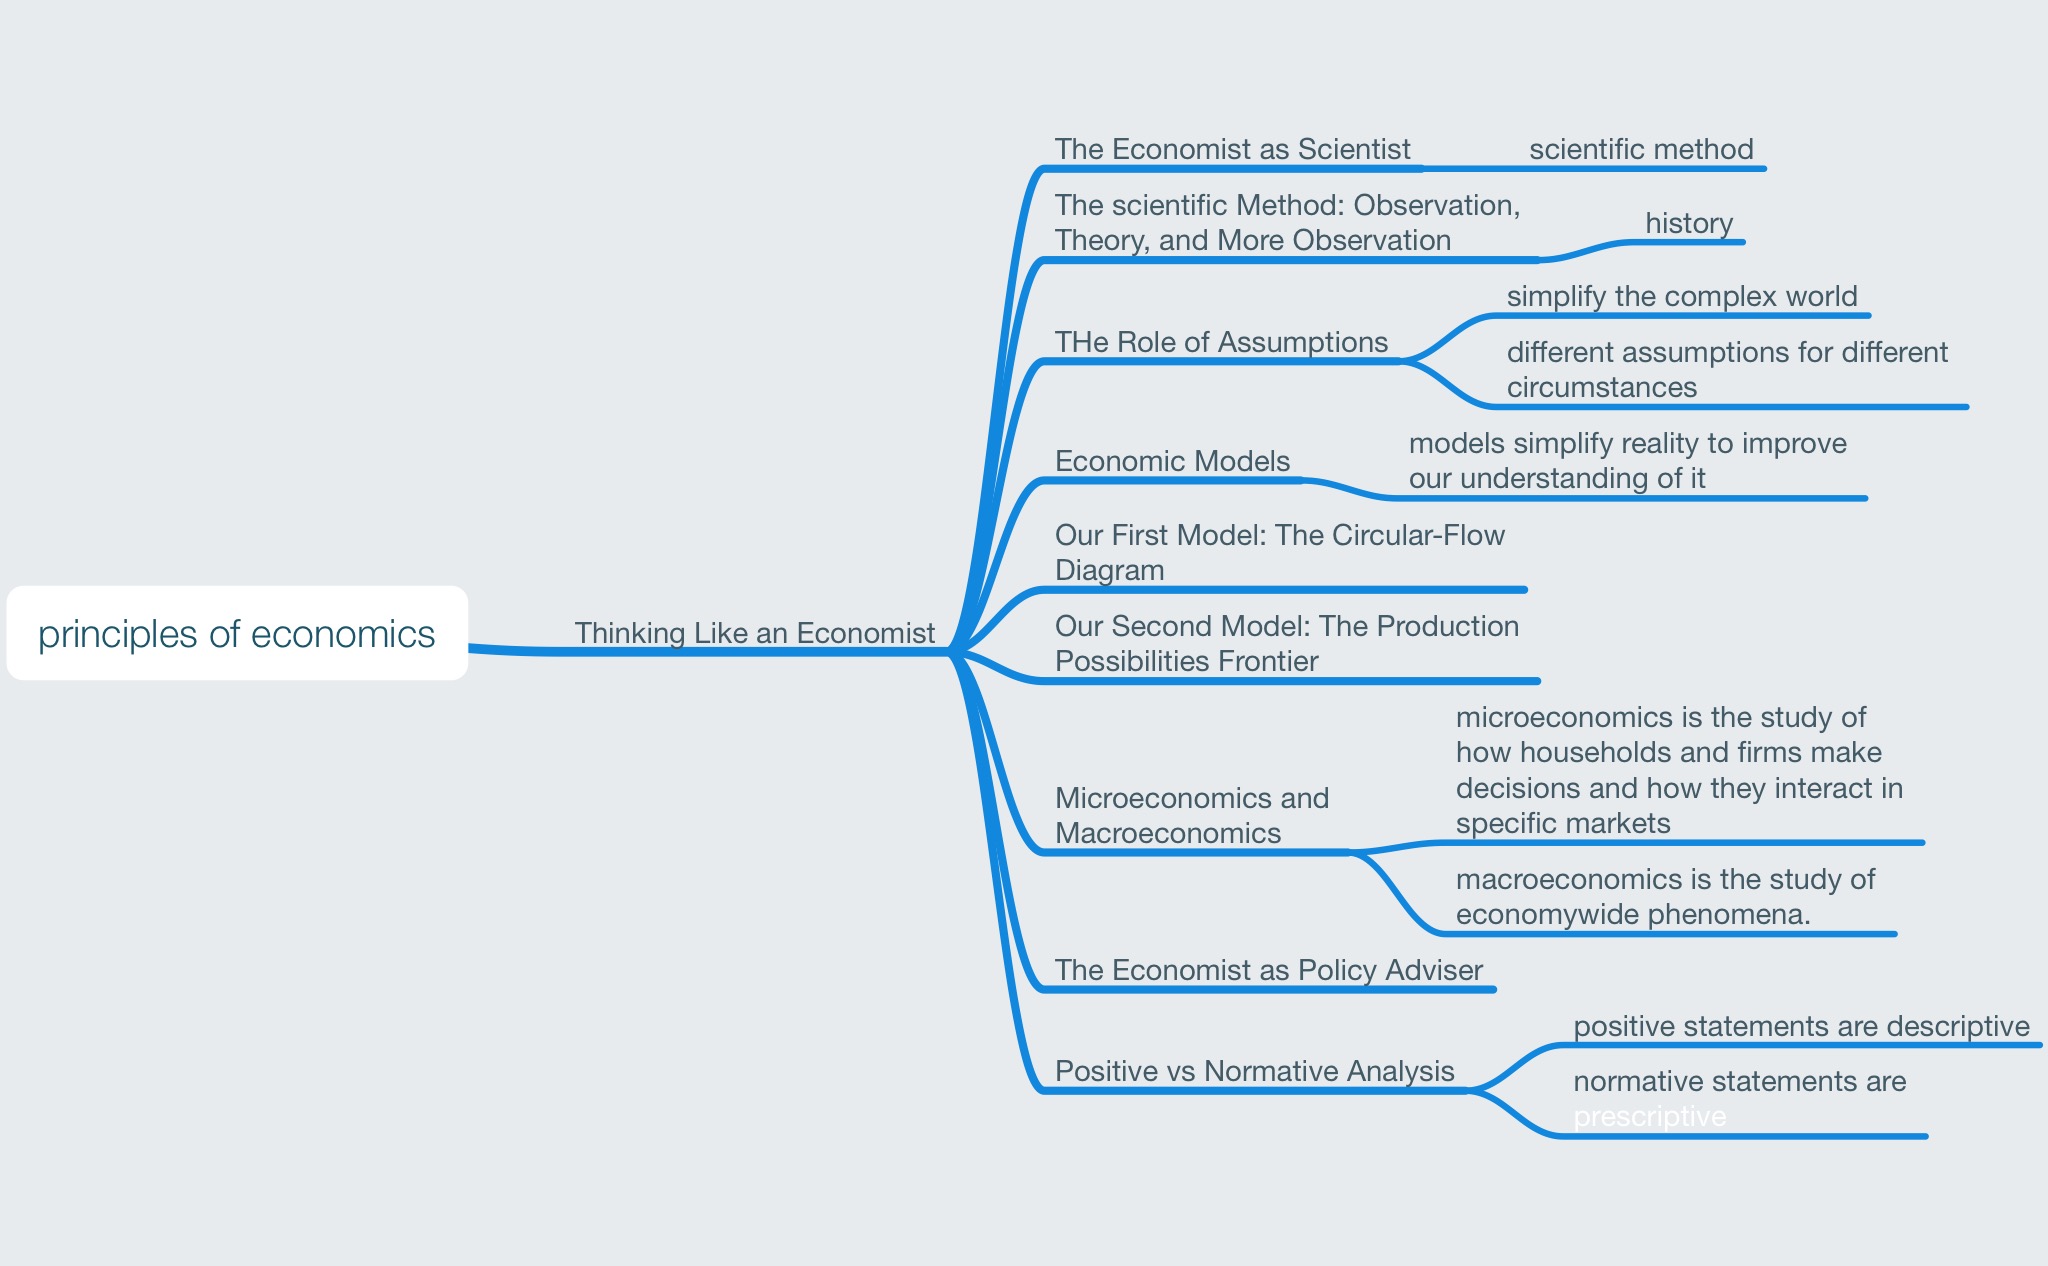 principles of economics
Thinking Like an Economist
The Economist as Scientist
scientific method
The scientific Method: Observation,
Theory, and More Observation
history
THe Role of Assumptions
simplify the complex world
different assumptions for different
circumstances
Economic Models
models simplify reality to improve
our understanding of it
Our First Model: The Circular-Flow
Diagram
Our Second Model: The Production
Possibilities Frontier
Microeconomics and
Macroeconomics
microeconomics is the study of
how households and firms make
decisions and how they interact in
specific markets
macroeconomics is the study of
economywide phenomena.
The Economist as Policy Adviser
Positive vs Normative Analysis
positive statements are descriptive
normative statements are
prescriptive